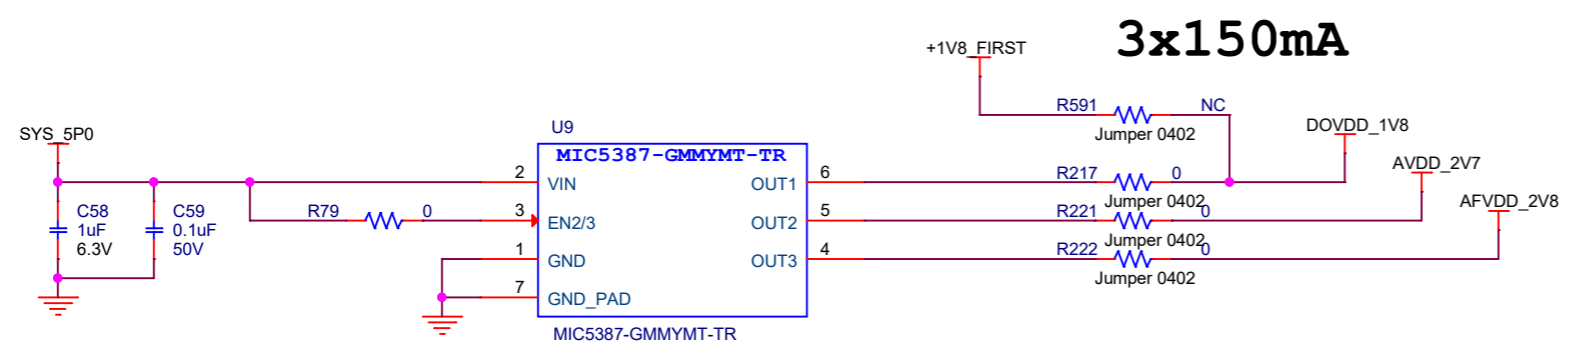 3x150mA
+1V8_FIRST
R591
NC
Jumper 0402
SYS_5P0
U9
DOVDD_1V8
MIC5387-GMMYMT-TR
AVDD_2V7
2
VIN
OUT1
6
R217
0
Jumper 0402
AFVDD_2V8
C58
1uF
6.3V
C59
0.1uF
50V
R79
0
3
EN2/3
OUT2
5
R221
0
Jumper 0402
1
GND
OUT3
4
R222
0
Jumper 0402
7
GND_PAD
MIC5387-GMMYMT-TR